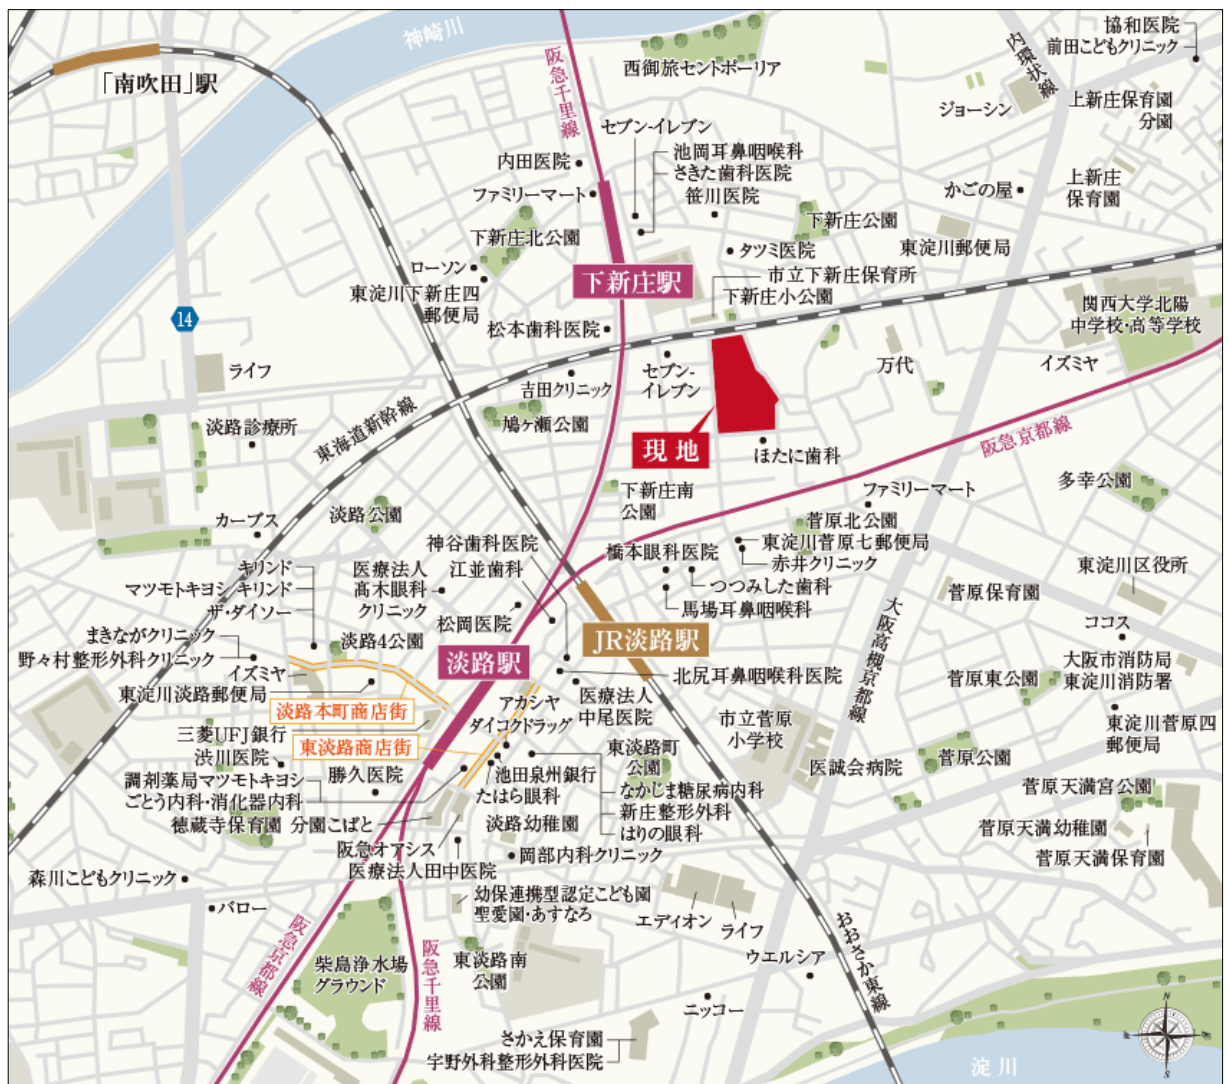 神崎川
「南吹田」駅
阪急千里線
西御旅セントポーリア
内環状線
協和医院
前田こどもクリニック
ジョーシン
上新庄保育園
分園
セブン-イレブン
池岡耳鼻咽喉科
さきた歯科医院
内田医院
ファミリーマート
笹川医院
かごの屋
上新庄
保育園
下新庄北公園
下新庄公園
タツミ医院
東淀川郵便局
ローソン
下新庄駅
市立下新庄保育所
下新庄小公園
東淀川下新庄四
郵便局
松本歯科医院
関西大学北陽
中学校・高等学校
14
ライフ
吉田クリニック
セブン-
イレブン
万代
イズミヤ
東海道新幹線
淡路診療所
鳩ヶ瀬公園
現地
ほたに歯科
阪急京都線
下新庄南
公園
ファミリーマート
多幸公園
カーブス
淡路公園
菅原北公園
神谷歯科医院
橋本眼科医院
東淀川菅原七郵便局
赤井クリニック
キリンド
マツモトキヨシ キリンド
ザ・ダイソー
医療法人
髙木眼科
クリニック
江並歯科
つつみした歯科
馬場耳鼻咽喉科
東淀川区役所
菅原保育園
大阪高槻京都線
松岡医院
JR淡路駅
ココス
まきながクリニック
野々村整形外科クリニック
淡路4公園
淡路駅
イズミヤ
東淀川淡路郵便局
北尻耳鼻咽喉科医院
大阪市消防局
東淀川消防署
菅原東公園
淡路本町商店街
アカシヤ
ダイコクドラッグ
医療法人
中尾医院
市立菅原
小学校
東淀川菅原四
郵便局
三菱UFJ銀行
渋川医院
東淡路商店街
東淡路町
公園
菅原公園
調剤薬局マツモトキヨシ
ごとう内科・消化器内科
勝久医院
池田泉州銀行
たはら眼科
なかじま糖尿病内科
新庄整形外科
はりの眼科
医誠会病院
菅原天満宮公園
徳蔵寺保育園 分園こばと
淡路幼稚園
菅原天満幼稚園
阪急オアシス
岡部内科クリニック
菅原天満保育園
医療法人田中医院
森川こどもクリニック
バロー
幼保連携型認定こども園
聖愛園・あすなろ
エディオン
ライフ
阪急京都線
阪急千里線
おおさか東線
柴島浄水場
グラウンド
東淡路南
公園
ウエルシア
ニッコー
さかえ保育園
宇野外科整形外科医院
淀川
N
S